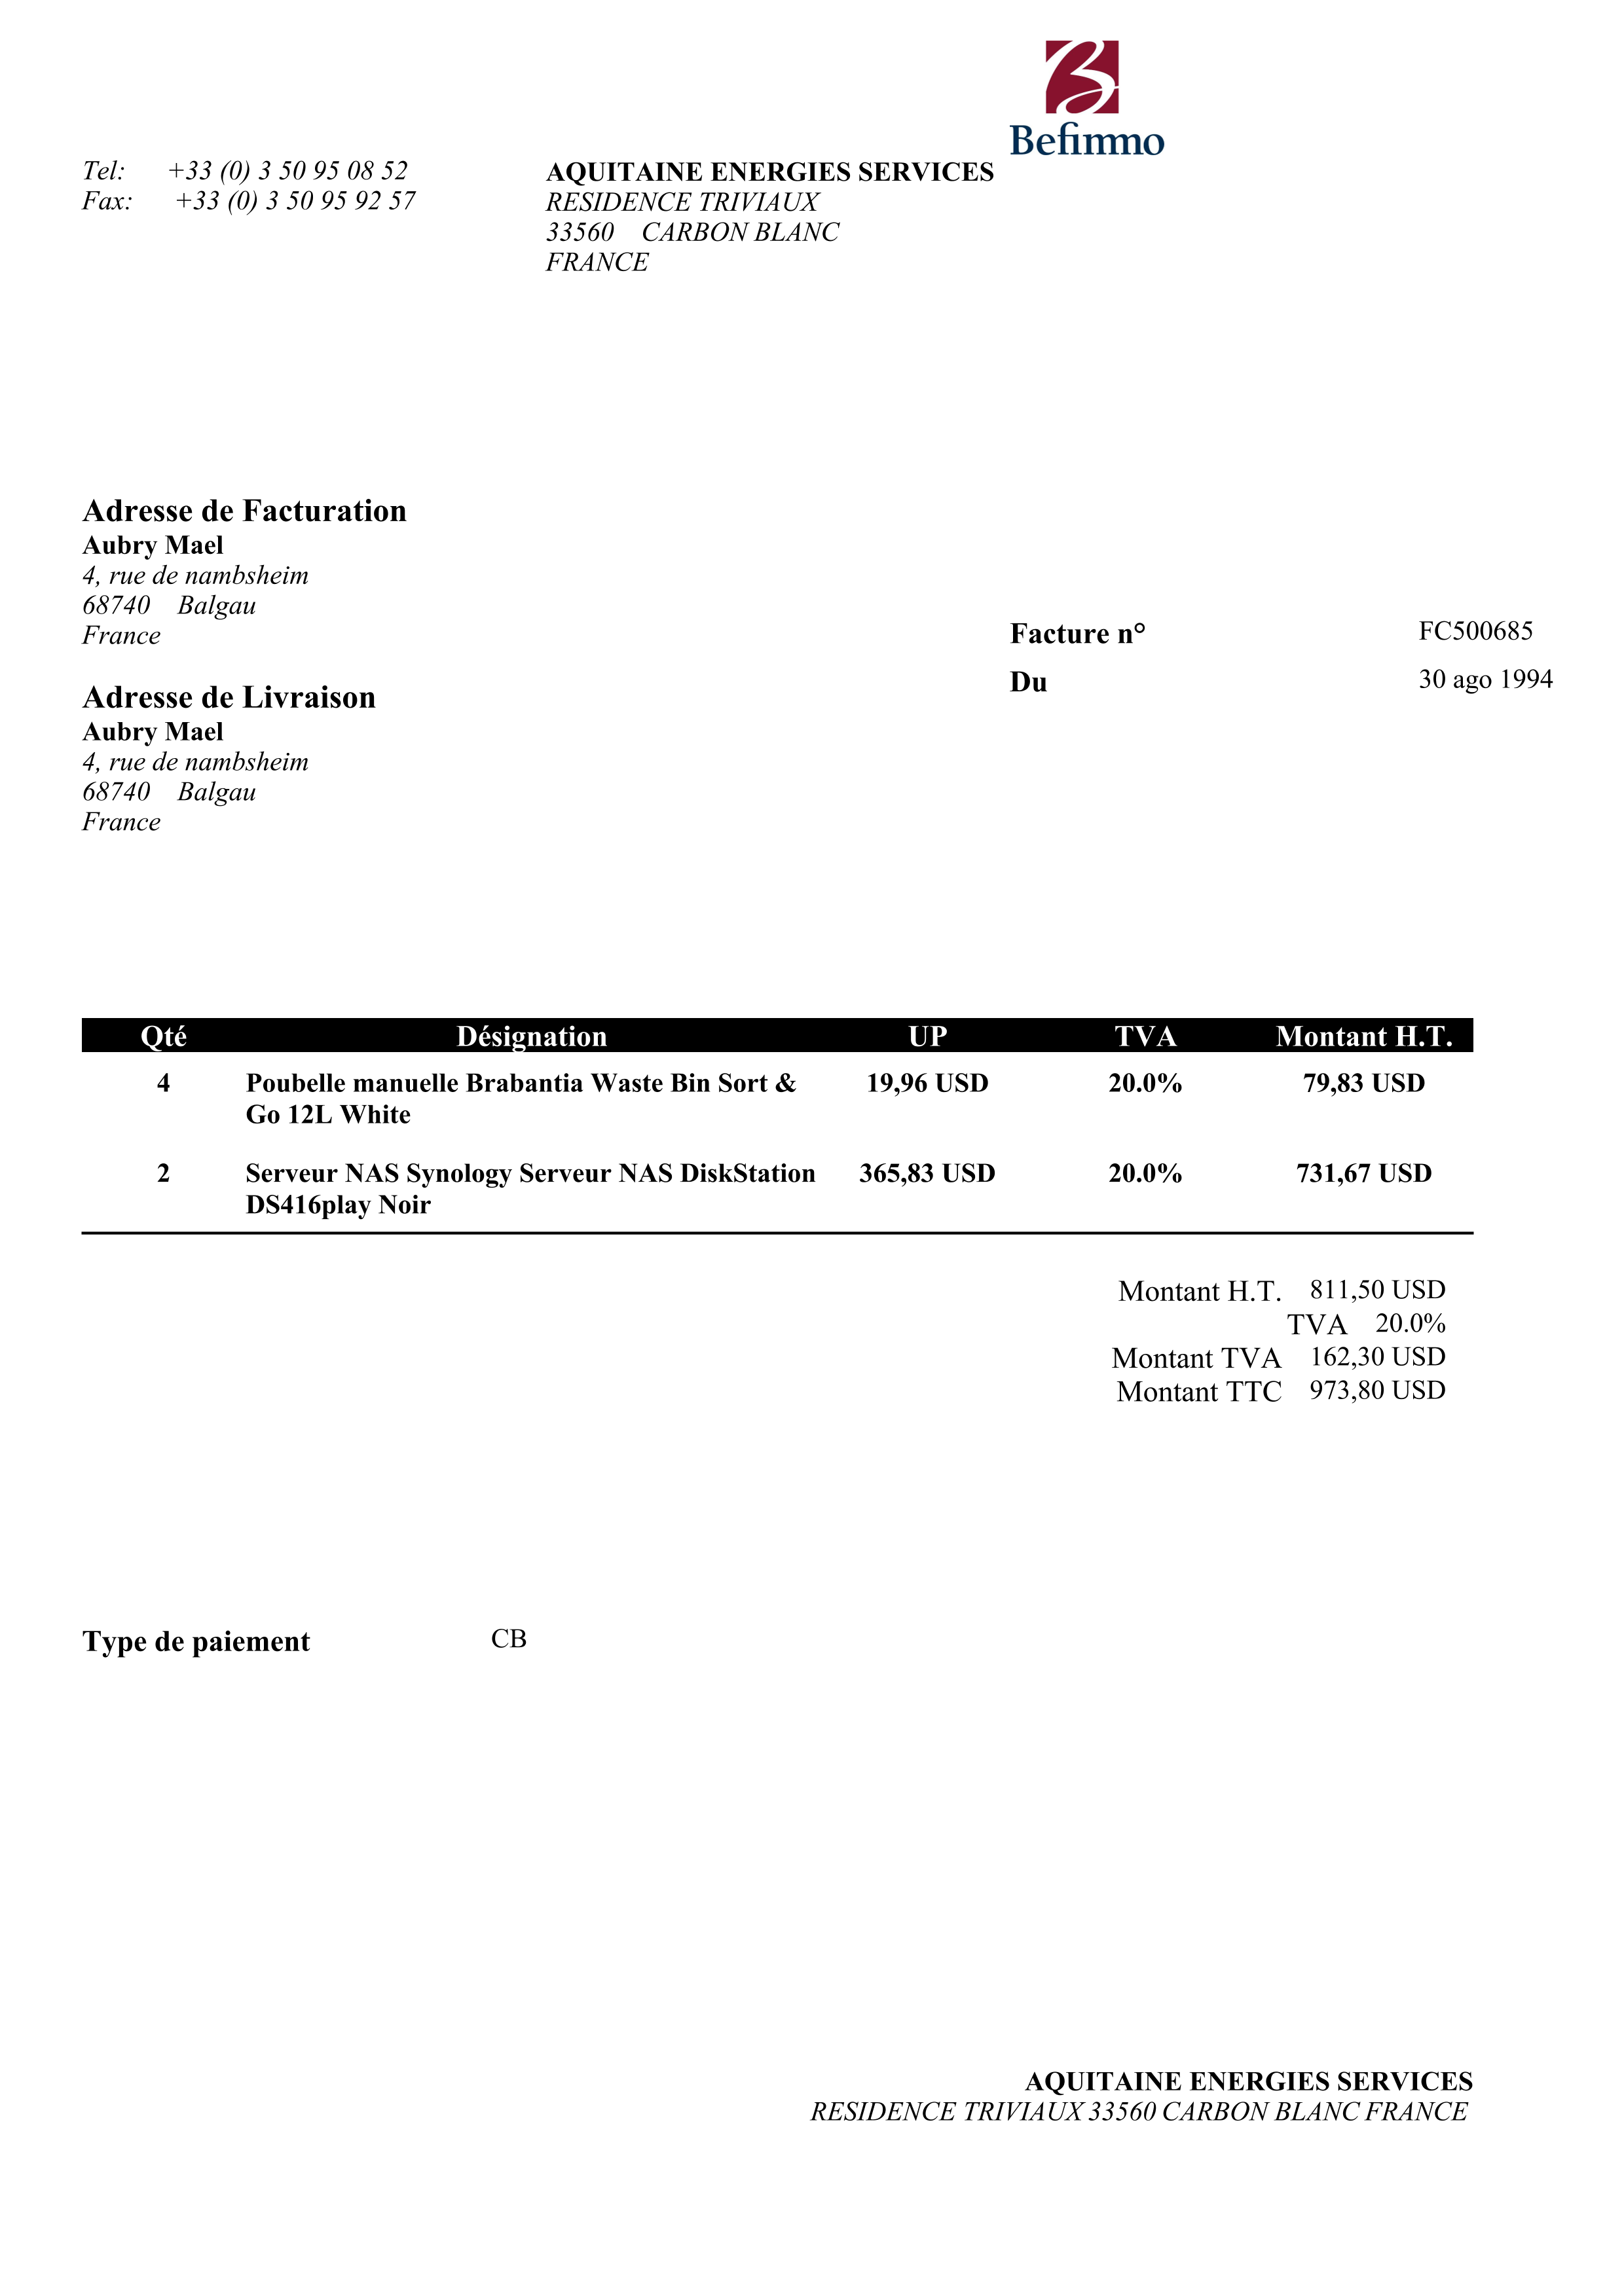 Befimmo
Tel: +33 (0) 3 50 95 08 52
Fax: +33 (0) 3 50 95 92 57
AQUITAINE ENERGIES SERVICES
RESIDENCE TRIVIAUX
33560 CARBON BLANC
FRANCE
Adresse de Facturation
Aubry Mael
4, rue de nambsheim
68740 Balgau
France
Facture n° FC500685
Du 30 ago 1994
Adresse de Livraison
Aubry Mael
4, rue de nambsheim
68740 Balgau
France
Qté Désignation UP TVA Montant H.T.
4 Poubelle manuelle Brabantia Waste Bin Sort & 19,96 USD 20.0% 79,83 USD
Go 12L White
2 Serveur NAS Synology Serveur NAS DiskStation 365,83 USD 20.0% 731,67 USD
DS416play Noir
Montant H.T. 811,50 USD
TVA 20.0%
Montant TVA 162,30 USD
Montant TTC 973,80 USD
Type de paiement CB
AQUITAINE ENERGIES SERVICES
RESIDENCE TRIVIAUX 33560 CARBON BLANC FRANCE